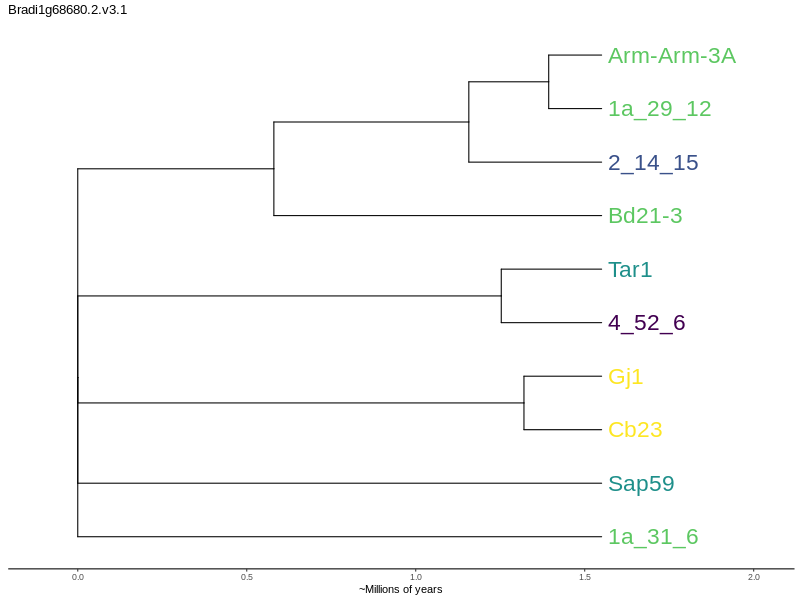 Bradi1g68680.2.v3.1
Arm-Arm-3A
1a_29_12
2_14_15
Bd21-3
Tar1
4_52_6
Gj1
Cb23
Sap59
1a_31_6
0.0 0.5 1.0 1.5 2.0
~Millions of years